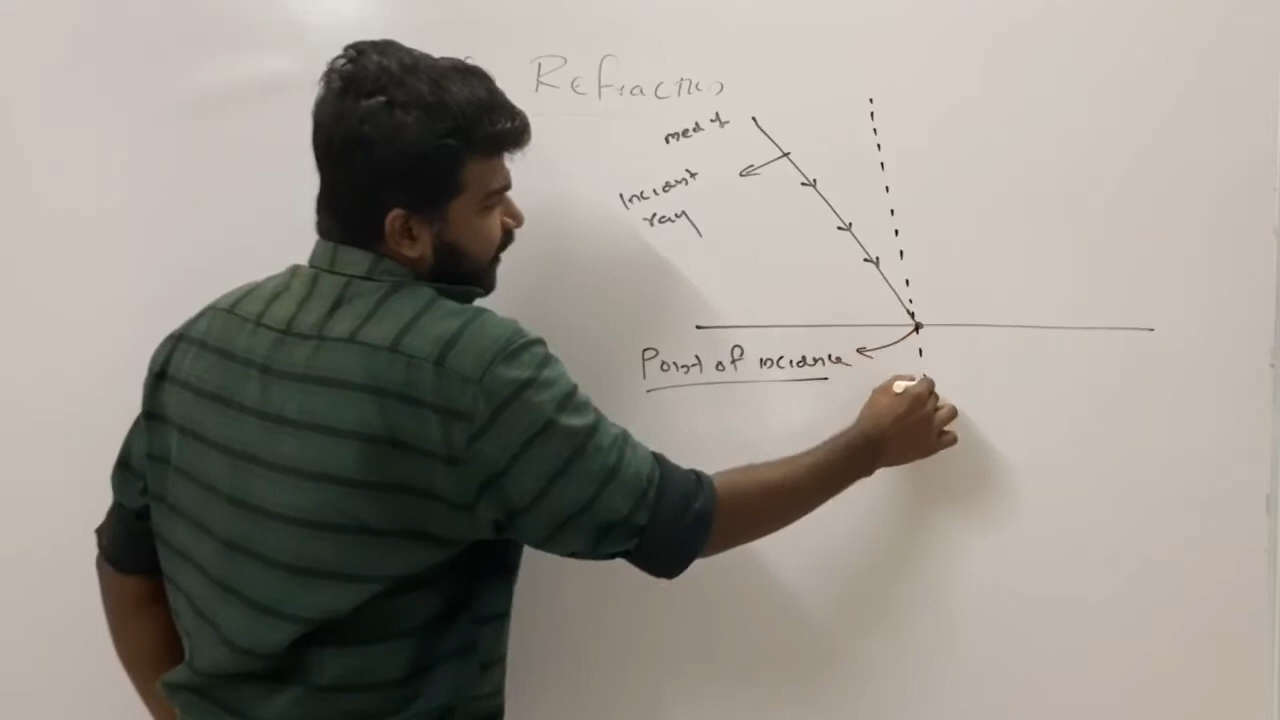 Refraction
med 1
Incident
ray
Point of incidence